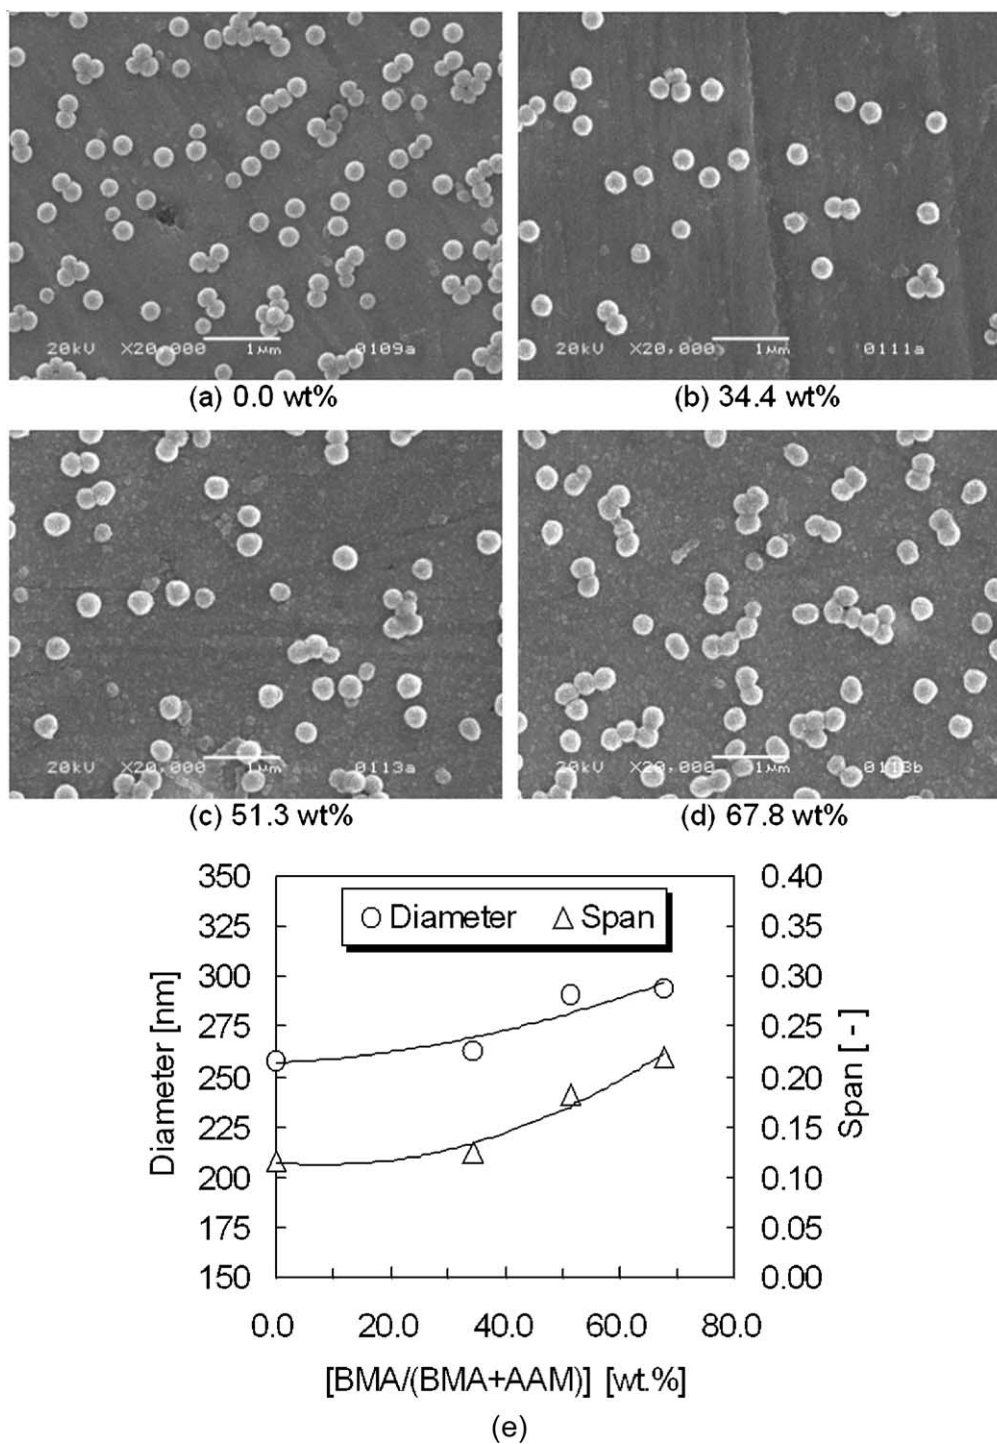 20kV X20,000 1μm 0109a
20kV X20,000 1μm 0111a
(a) 0.0 wt%
(b) 34.4 wt%
20kV X20,000 1μm 0113a
20kV X20,000 1μm 0113b
(c) 51.3 wt%
(d) 67.8 wt%
350
325
300
275
250
225
200
175
150
Diameter [nm]
Diameter
Span
0.40
0.35
0.30
0.25
0.20
0.15
0.10
0.05
0.00
Span [ - ]
0.0 20.0 40.0 60.0 80.0
[BMA/(BMA+AAM)] [wt.%]
(e)